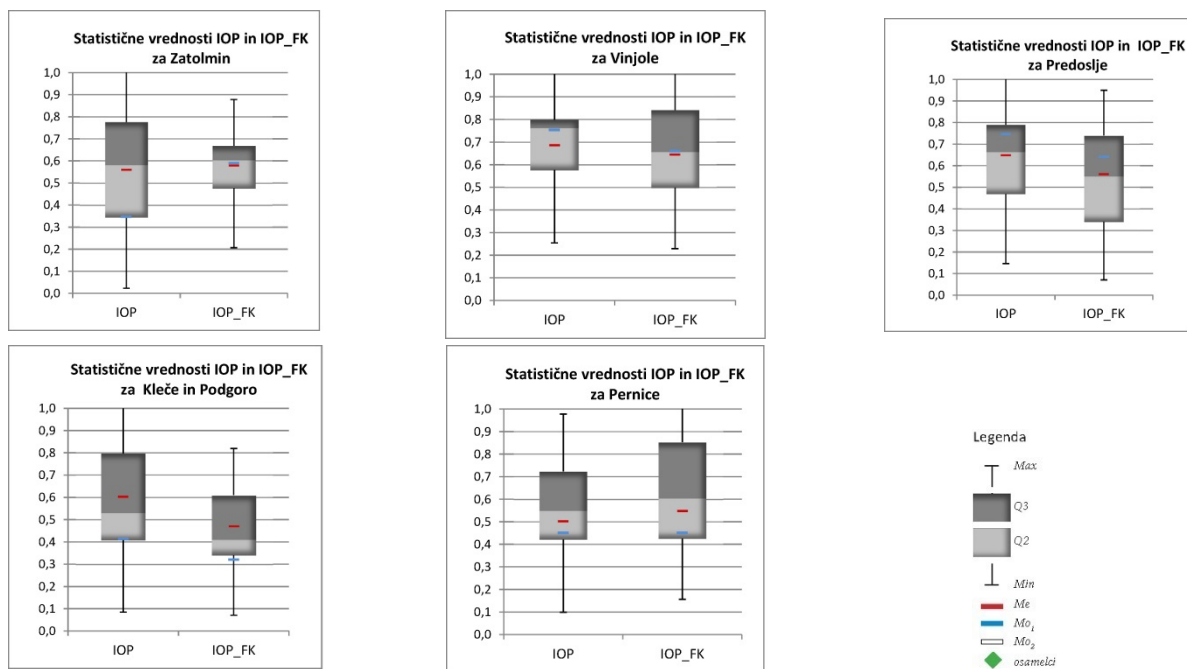 Statistične vrednosti IOP in IOP_FK
za Zatolmin
1,0
0,9
0,8
0,7
0,6
0,5
0,4
0,3
0,2
0,1
0,0
IOP
IOP_FK
Statistične vrednosti IOP in IOP_FK
za Vinjole
1,0
0,9
0,8
0,7
0,6
0,5
0,4
0,3
0,2
0,1
0,0
IOP
IOP_FK
Statistične vrednosti IOP in IOP_FK
za Predoslje
1,0
0,9
0,8
0,7
0,6
0,5
0,4
0,3
0,2
0,1
0,0
IOP
IOP_FK
Statistične vrednosti IOP in IOP_FK
za Kleče in Podgoro
1,0
0,9
0,8
0,7
0,6
0,5
0,4
0,3
0,2
0,1
0,0
IOP
IOP_FK
Statistične vrednosti IOP in IOP_FK
za Pernice
1,0
0,9
0,8
0,7
0,6
0,5
0,4
0,3
0,2
0,1
0,0
IOP
IOP_FK
Legenda
Max
Q3
Q2
Min
Me
Mo₁
Mo₂
osamelci